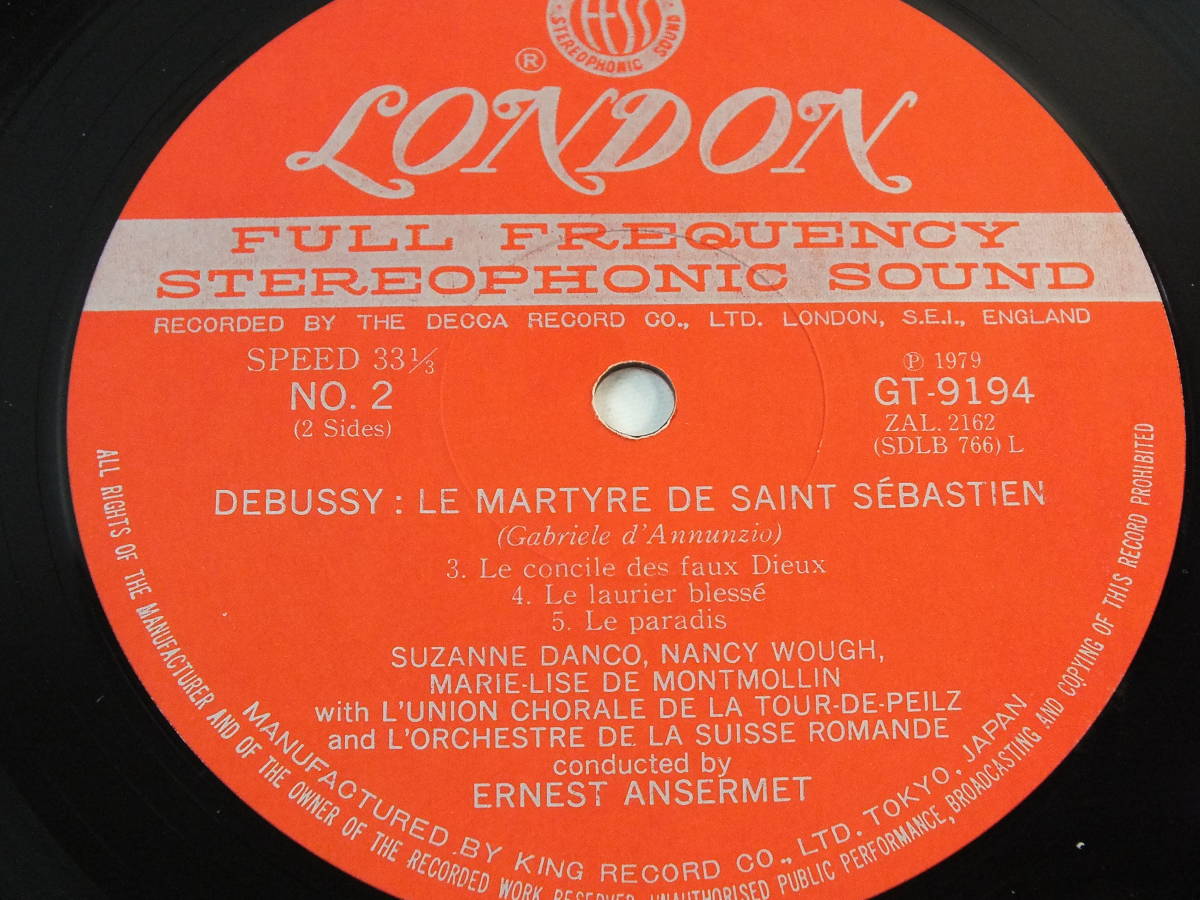 FFSS
STEREOPHONIC SOUND
®
LONDON
FULL FREQUENCY
STEREOPHONIC SOUND
RECORDED BY THE DECCA RECORD CO., LTD. LONDON, S.E.I., ENGLAND
SPEED 33⅓
NO. 2
(2 Sides)
℗ 1979
GT-9194
ZAL. 2162
(SDLB 766) L
DEBUSSY : LE MARTYRE DE SAINT SÉBASTIEN
(Gabriele d'Annunzio)
3. Le concile des faux Dieux
4. Le laurier blessé
5. Le paradis
SUZANNE DANCO, NANCY WOUGH,
MARIE-LISE DE MONTMOLLIN
with L'UNION CHORALE DE LA TOUR-DE-PEILZ
and L'ORCHESTRE DE LA SUISSE ROMANDE
conducted by
ERNEST ANSERMET
MANUFACTURED BY KING RECORD CO., LTD. TOKYO, JAPAN
ALL RIGHTS OF THE MANUFACTURER AND OF THE OWNER OF THE RECORDED WORK RESERVED UNAUTHORISED PUBLIC PERFORMANCE, BROADCASTING AND COPYING OF THIS RECORD PROHIBITED